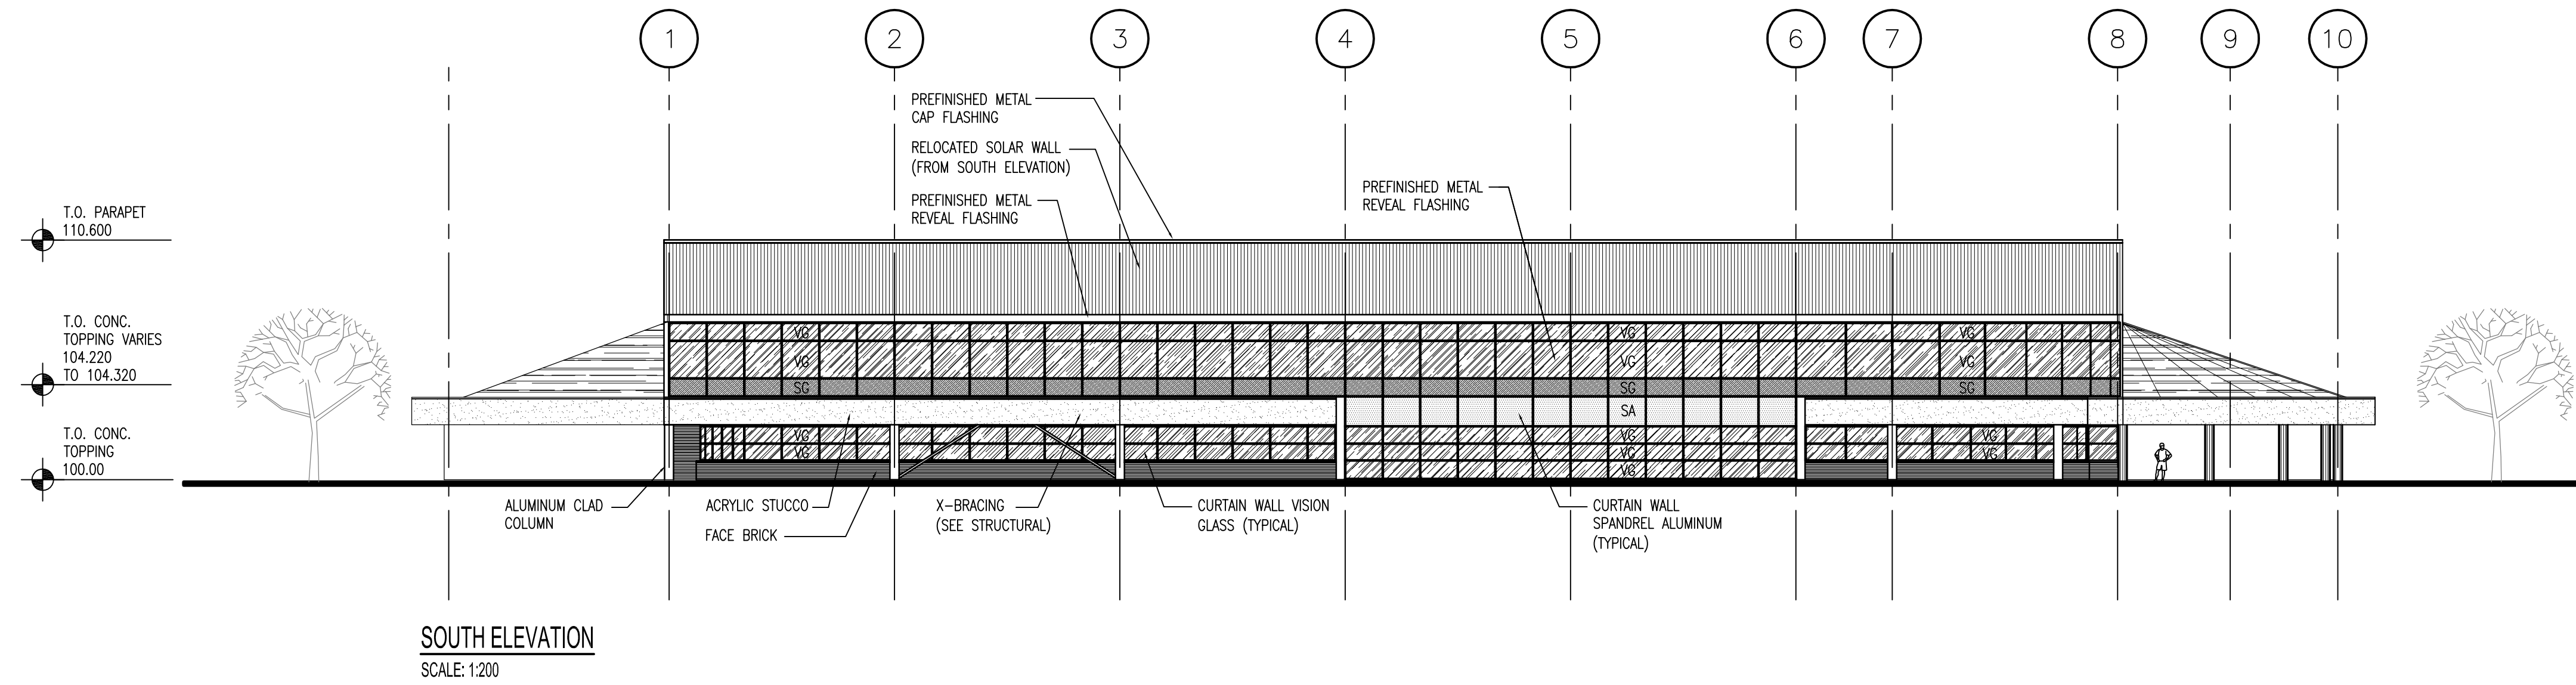 1 2 3 4 5 6 7 8 9 10
PREFINISHED METAL
CAP FLASHING
RELOCATED SOLAR WALL
(FROM SOUTH ELEVATION)
PREFINISHED METAL
REVEAL FLASHING
PREFINISHED METAL
REVEAL FLASHING
T.O. PARAPET
110.600
T.O. CONC.
TOPPING VARIES
104.220
TO 104.320
T.O. CONC.
TOPPING
100.00
VG VG VG
VG VG VG
SG SG SG
SA
VG VG VG
VG VG VG
VG
ALUMINUM CLAD
COLUMN
ACRYLIC STUCCO
FACE BRICK
X-BRACING
(SEE STRUCTURAL)
CURTAIN WALL VISION
GLASS (TYPICAL)
CURTAIN WALL
SPANDREL ALUMINUM
(TYPICAL)
SOUTH ELEVATION
SCALE: 1:200